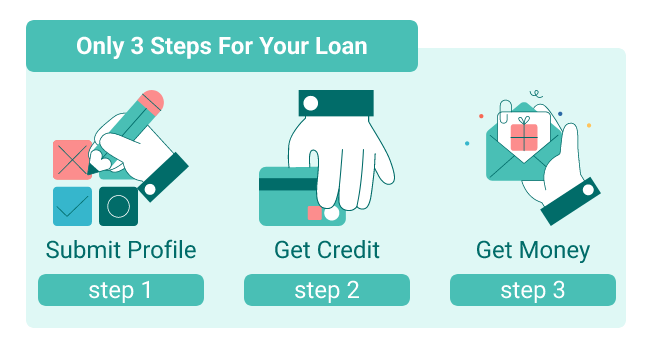 Only 3 Steps For Your Loan
Submit Profile
step 1
Get Credit
step 2
Get Money
step 3